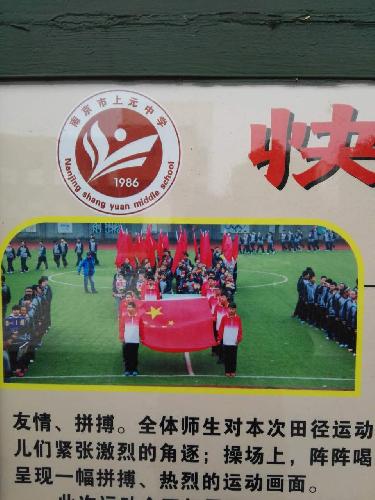 南京市上元中学
Nanjing shang yuan middle school
1986
快
友情、拼搏。全体师生对本次田径运动
儿们紧张激烈的角逐；操场上，阵阵喝
呈现一幅拼搏、热烈的运动画面。